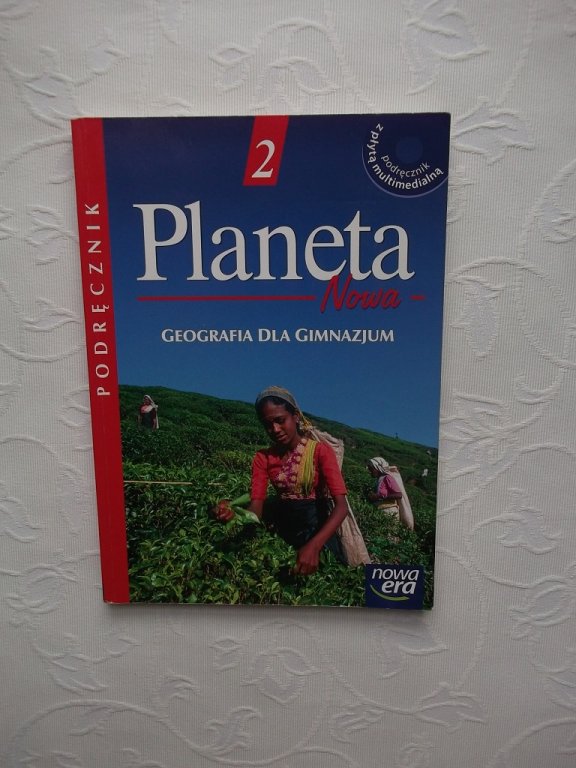 2
podręcznik
z płytą multimedialną
Planeta
Nowa
GEOGRAFIA DLA GIMNAZJUM
PODRĘCZNIK
nowa
era